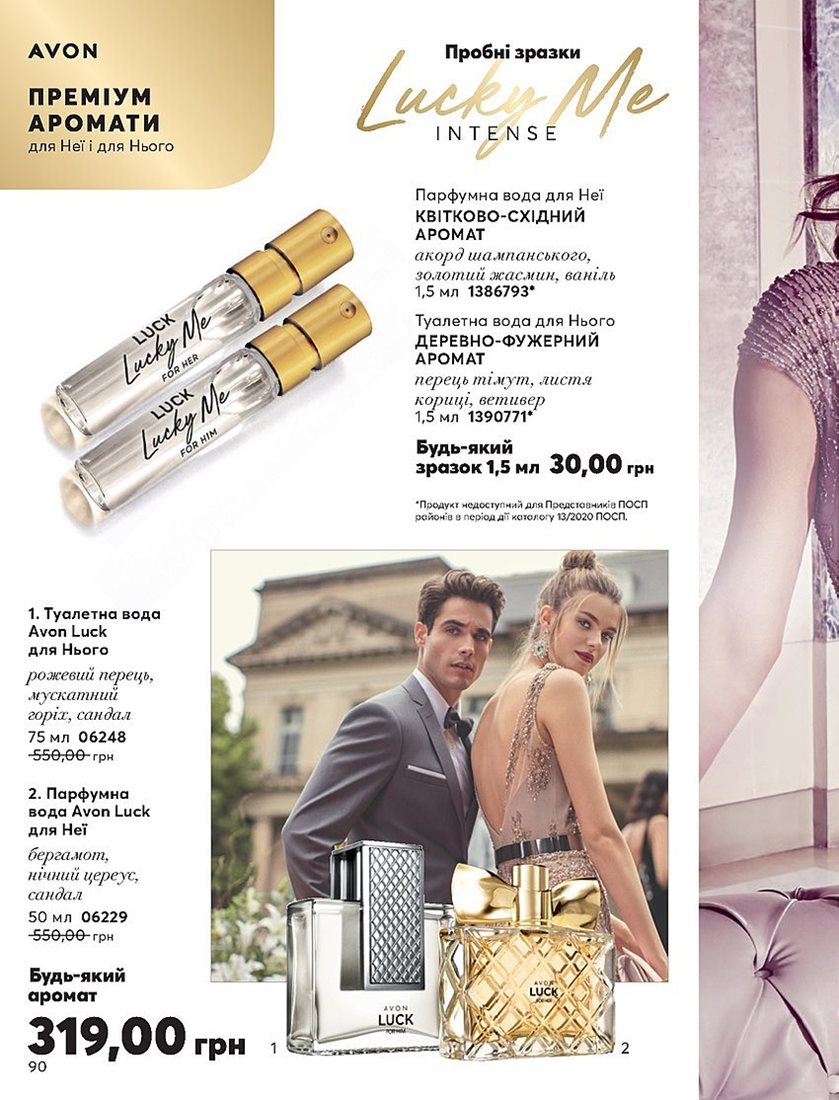 AVON
ПРЕМІУМ
АРОМАТИ
для Неї і для Нього
Пробні зразки
Lucky Me
INTENSE
Парфумна вода для Неї
КВІТКОВО-СХІДНИЙ
АРОМАТ
акорд шампанського,
золотий жасмин, ваніль
1,5 мл 1386793*
Туалетна вода для Нього
ДЕРЕВНО-ФУЖЕРНИЙ
АРОМАТ
перець тімут, листя
кориці, ветивер
1,5 мл 1390771*
Будь-який
зразок 1,5 мл 30,00 грн
*Продукт недоступний для Представників ПОСП
районів в період дії каталогу 13/2020 ПОСП.
LUCK
Lucky Me
FOR HER
LUCK
Lucky Me
FOR HIM
1. Туалетна вода
Avon Luck
для Нього
рожевий перець,
мускатний
горіх, сандал
75 мл 06248
550,00 грн
2. Парфумна
вода Avon Luck
для Неї
бергамот,
нічний цереус,
сандал
50 мл 06229
550,00 грн
Будь-який
аромат
319,00 грн
90
1
AVON
LUCK
FOR HIM
AVON
LUCK
FOR HER
2